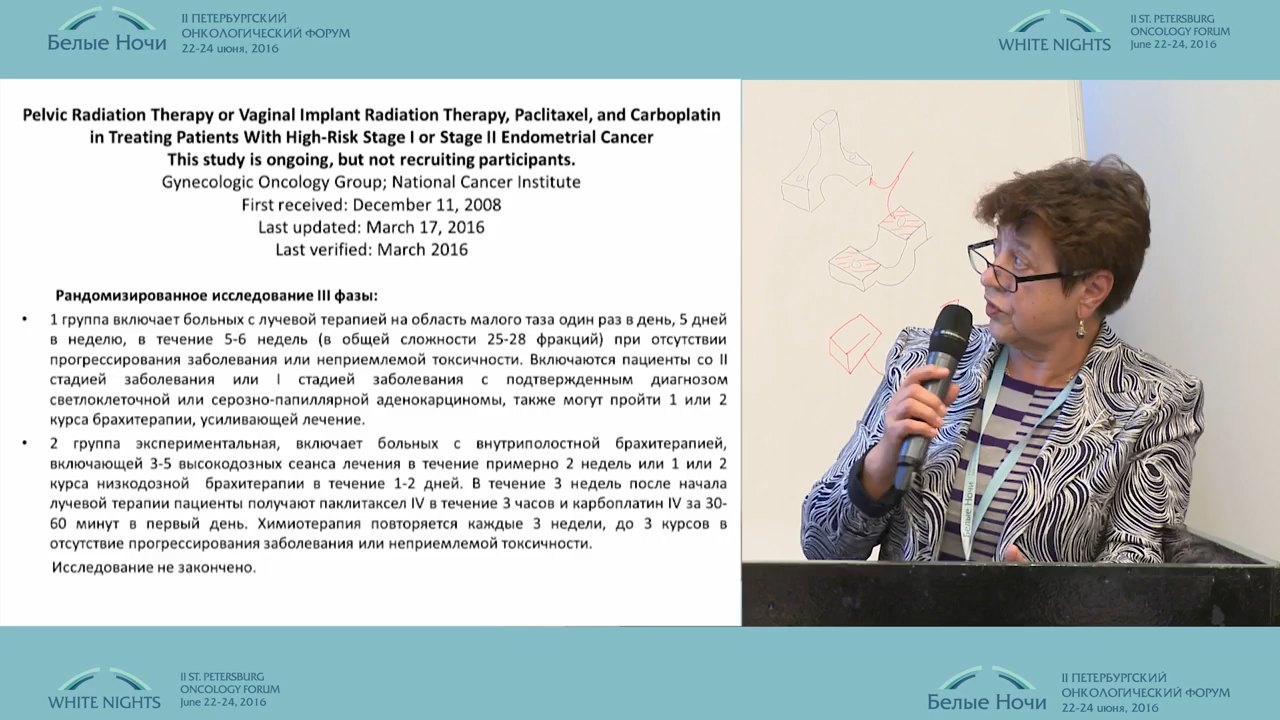 Белые Ночи
II ПЕТЕРБУРГСКИЙ
ОНКОЛОГИЧЕСКИЙ ФОРУМ
22-24 июня, 2016
WHITE NIGHTS
II ST. PETERSBURG
ONCOLOGY FORUM
June 22-24, 2016
Pelvic Radiation Therapy or Vaginal Implant Radiation Therapy, Paclitaxel, and Carboplatin
in Treating Patients With High-Risk Stage I or Stage II Endometrial Cancer
This study is ongoing, but not recruiting participants.
Gynecologic Oncology Group; National Cancer Institute
First received: December 11, 2008
Last updated: March 17, 2016
Last verified: March 2016
Рандомизированное исследование III фазы:
• 1 группа включает больных с лучевой терапией на область малого таза один раз в день, 5 дней
в неделю, в течение 5-6 недель (в общей сложности 25-28 фракций) при отсутствии
прогрессирования заболевания или неприемлемой токсичности. Включаются пациенты со II
стадией заболевания или I стадией заболевания с подтвержденным диагнозом
светлоклеточной или серозно-папиллярной аденокарциномы, также могут пройти 1 или 2
курса брахитерапии, усиливающей лечение.
• 2 группа экспериментальная, включает больных с внутриполостной брахитерапией,
включающей 3-5 высокодозных сеанса лечения в течение примерно 2 недель или 1 или 2
курса низкодозной брахитерапии в течение 1-2 дней. В течение 3 недель после начала
лучевой терапии пациенты получают паклитаксел IV в течение 3 часов и карбоплатин IV за 30-
60 минут в первый день. Химиотерапия повторяется каждые 3 недели, до 3 курсов в
отсутствие прогрессирования заболевания или неприемлемой токсичности.
Исследование не закончено.
Белые Ночи
WHITE NIGHTS
II ST. PETERSBURG
ONCOLOGY FORUM
June 22-24, 2016
Белые Ночи
II ПЕТЕРБУРГСКИЙ
ОНКОЛОГИЧЕСКИЙ ФОРУМ
22-24 июня, 2016